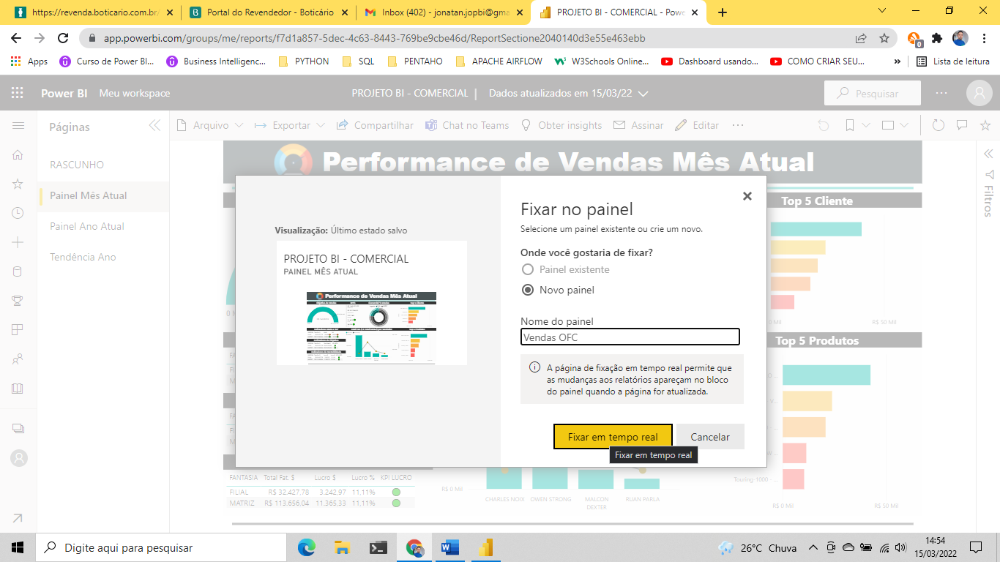 https://revenda.boticario.com.br/
Portal do Revendedor - Boticário
Inbox (402) - jonatan.jopbi@gma
PROJETO BI - COMERCIAL - Powe
app.powerbi.com/groups/me/reports/f7d1a857-5dec-4c63-8443-769be9cbe46d/ReportSectione2040140d3e55e463ebb
0
Apps
Curso de Power BI...
Business Intelligenc...
PYTHON
SQL
PENTAHO
APACHE AIRFLOW
W3Schools Online...
Dashboard usando...
COMO CRIAR SEU...
»
Lista de leitura
Power BI
Meu workspace
PROJETO BI - COMERCIAL |
Dados atualizados em 15/03/22
Pesquisar
Páginas
Arquivo
Exportar
Compartilhar
Chat no Teams
Obter insights
Assinar
Editar
RASCUNHO
Painel Mês Atual
Painel Ano Atual
Tendência Ano
Performance de Vendas Mês Atual
Filtros
Top 5 Cliente
R$ 50 Mil
Top 5 Produtos
Touring: 1000 - ...
R$ 0 Mil
R$ 50 Mil
Visualização: Último estado salvo
PROJETO BI - COMERCIAL
PAINEL MÊS ATUAL
Performance de Vendas Mês Atual
Fixar no painel
Selecione um painel existente ou crie um novo.
Onde você gostaria de fixar?
Painel existente
Novo painel
Nome do painel
Vendas OFC
A página de fixação em tempo real permite que
as mudanças aos relatórios apareçam no bloco
do painel quando a página for atualizada.
Fixar em tempo real
Cancelar
Fixar em tempo real
FANTASIA Total Fat. $ Lucro $ Lucro % KPI LUCRO
FILIAL R$ 32.427,78 3.242,97 11,11%
MATRIZ R$ 113.656,04 11.365,33 11,11%
R$ 0 Mil
CHARLES NOIX
OWEN STRONG
MALCON
DEXTER
RUAN PARLA
Digite aqui para pesquisar
26°C Chuva
14:54
15/03/2022